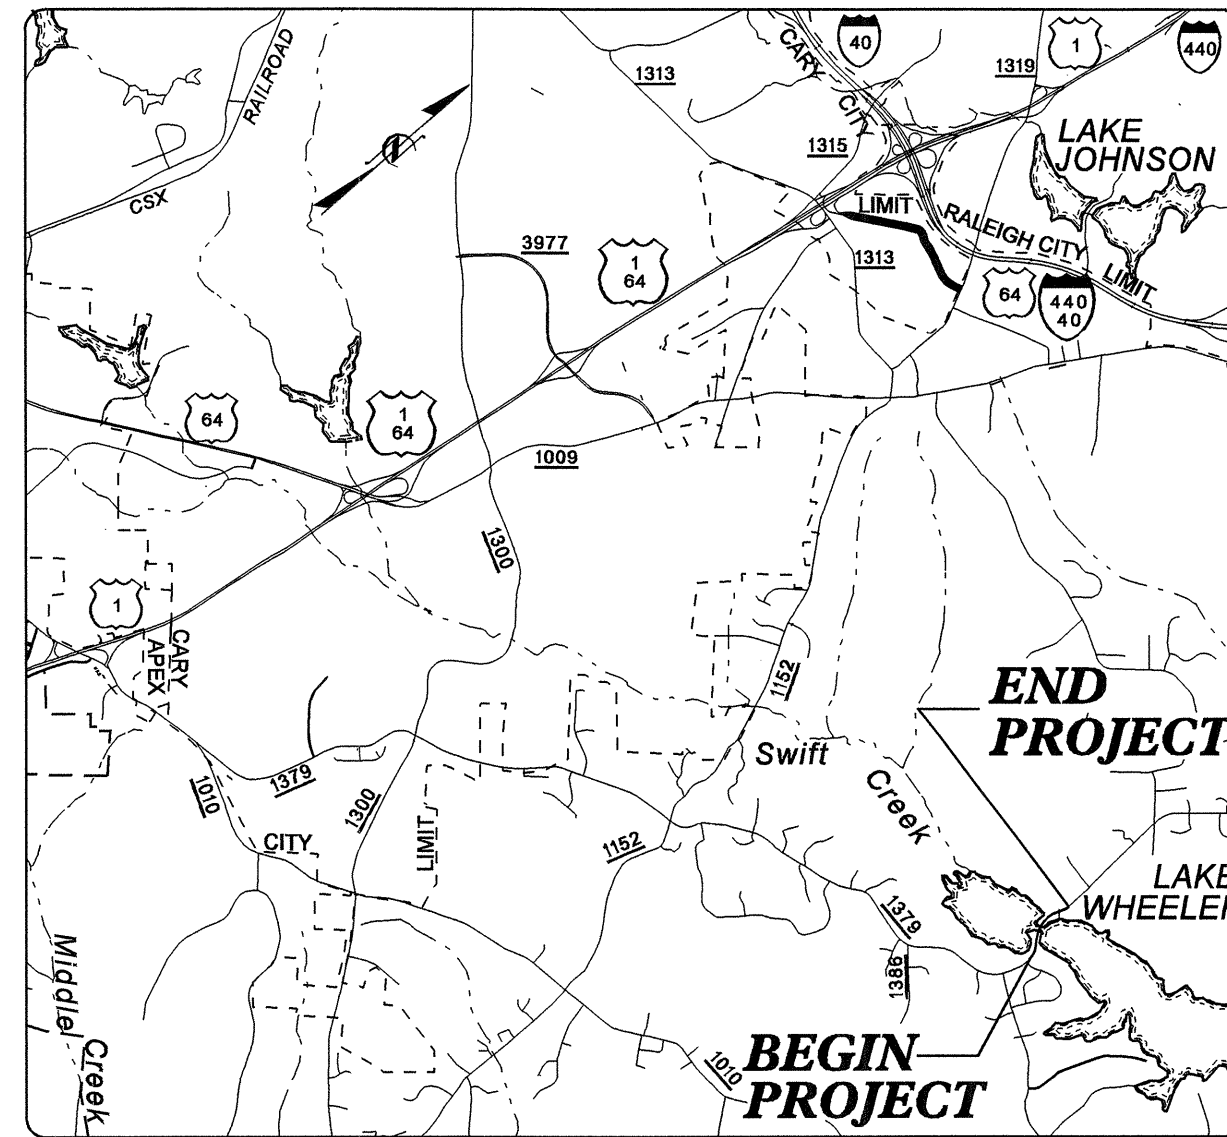 RAILROAD
CSX
1313
CARY
CITY
LIMIT
40
1319
1
440
1315
LAKE
JOHNSON
RALEIGH CITY
LIMIT
3977
1
64
1313
64
440
40
64
1
64
1009
1300
1
CARY
APEX
1152
END
PROJECT
Swift
Creek
1010
1379
1300
CITY
LIMIT
1152
1379
1386
LAKE
WHEELER
Middle
Creek
BEGIN
PROJECT
1010